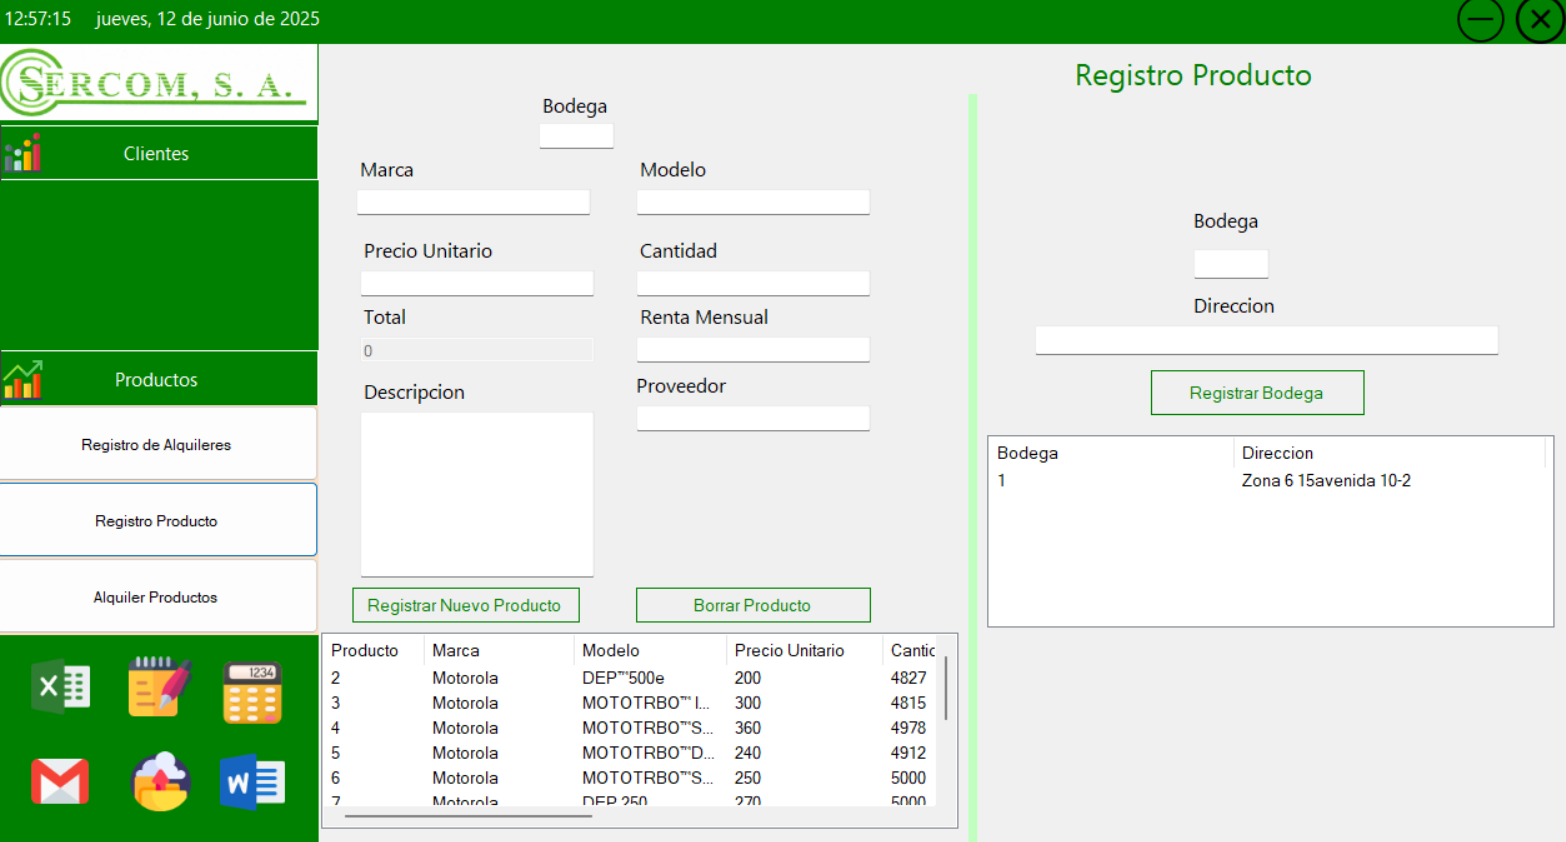 12:57:15 jueves, 12 de junio de 2025
SERCOM, S. A.
Clientes
Productos
Registro de Alquileres
Registro Producto
Alquiler Productos
X
1234
W
Bodega
Marca Modelo
Precio Unitario Cantidad
Total Renta Mensual
0
Descripcion Proveedor
Registrar Nuevo Producto Borrar Producto
Producto Marca Modelo Precio Unitario Cantic
2 Motorola DEP™500e 200 4827
3 Motorola MOTOTRBO™ I... 300 4815
4 Motorola MOTOTRBO™S... 360 4978
5 Motorola MOTOTRBO™D... 240 4912
6 Motorola MOTOTRBO™S... 250 5000
7 Motorola DEP 250 270 5000
Registro Producto
Bodega
Direccion
Registrar Bodega
Bodega Direccion
1 Zona 6 15avenida 10-2